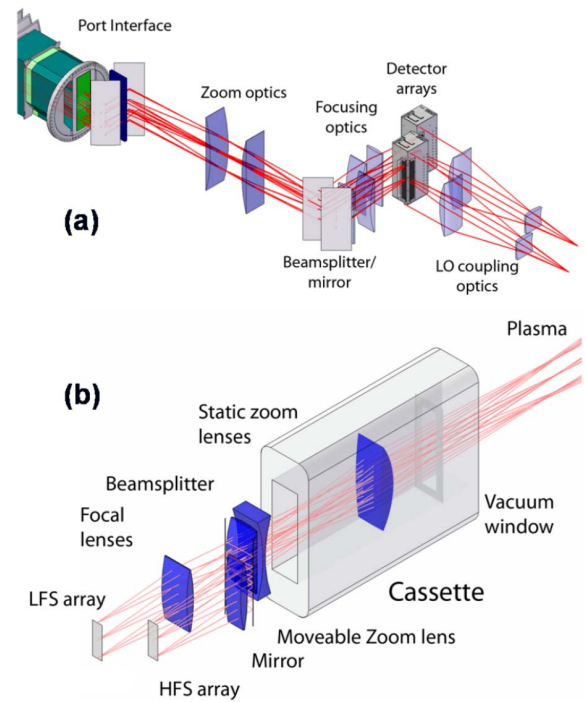 Port Interface
Zoom optics
Focusing
optics
Detector
arrays
(a)
Beamsplitter/
mirror
LO coupling
optics
Plasma
(b)
Static zoom
lenses
Beamsplitter
Focal
lenses
Vacuum
window
LFS array
Cassette
Moveable Zoom lens
Mirror
HFS array